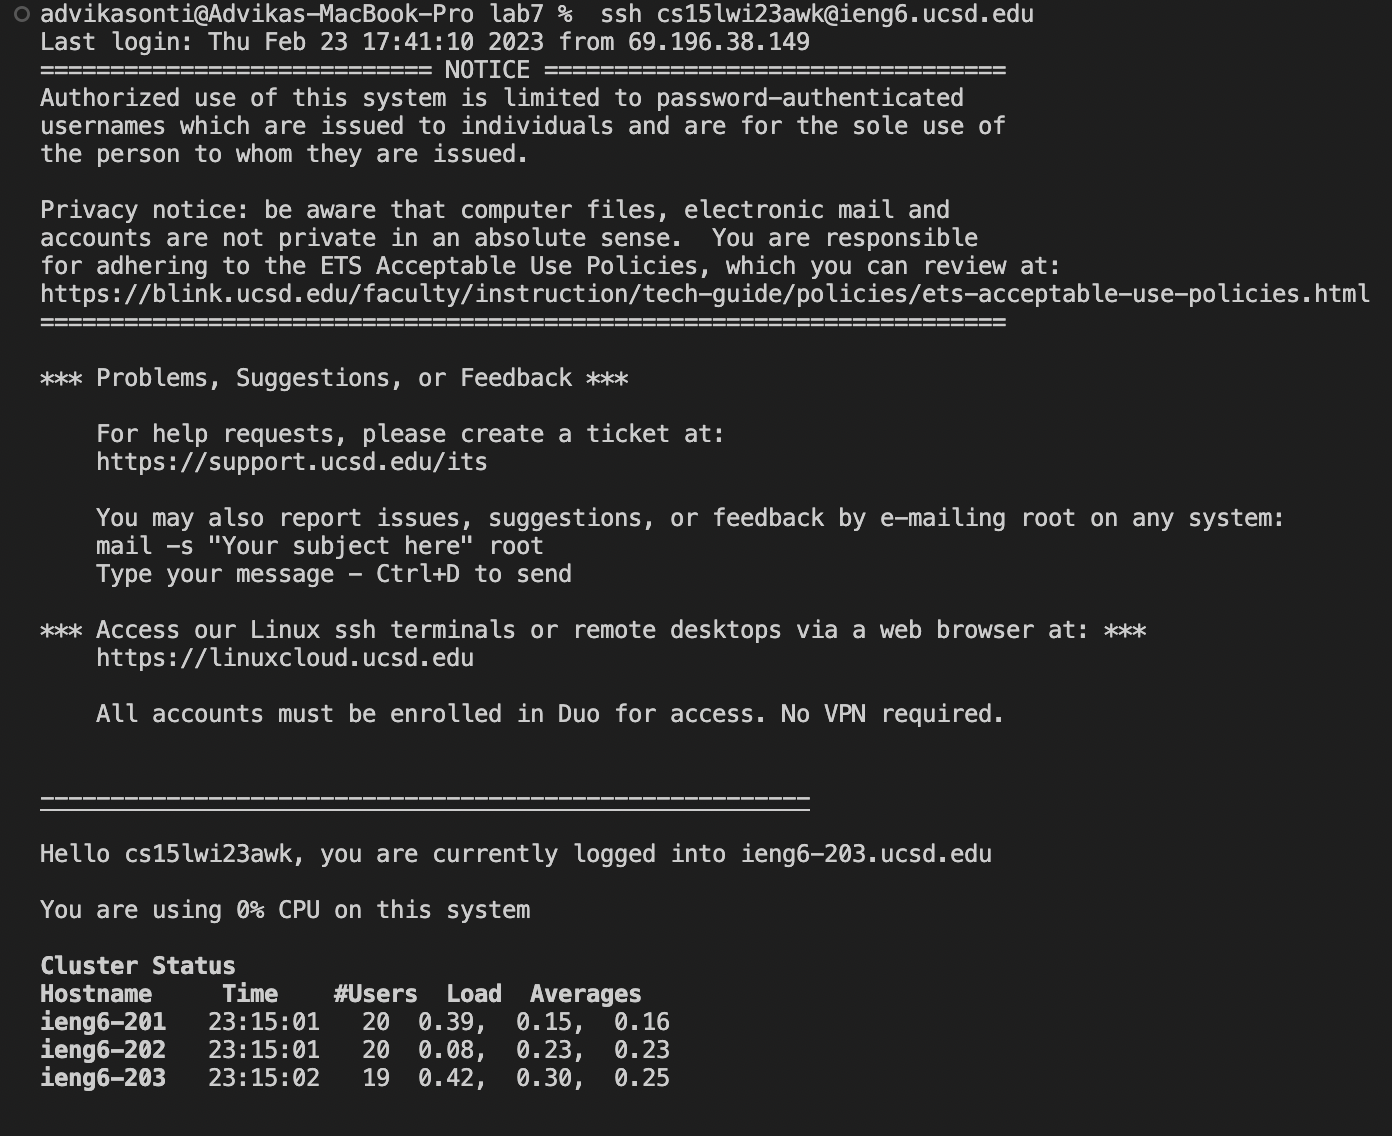 advikasonti@Advikas-MacBook-Pro lab7 %  ssh cs15lwi23awk@ieng6.ucsd.edu
Last login: Thu Feb 23 17:41:10 2023 from 69.196.38.149
============================ NOTICE =================================
Authorized use of this system is limited to password-authenticated
usernames which are issued to individuals and are for the sole use of
the person to whom they are issued.

Privacy notice: be aware that computer files, electronic mail and
accounts are not private in an absolute sense.  You are responsible
for adhering to the ETS Acceptable Use Policies, which you can review at:
https://blink.ucsd.edu/faculty/instruction/tech-guide/policies/ets-acceptable-use-policies.html
=====================================================================

*** Problems, Suggestions, or Feedback ***

    For help requests, please create a ticket at:
    https://support.ucsd.edu/its

    You may also report issues, suggestions, or feedback by e-mailing root on any system:
    mail -s "Your subject here" root
    Type your message - Ctrl+D to send

*** Access our Linux ssh terminals or remote desktops via a web browser at: ***
    https://linuxcloud.ucsd.edu

    All accounts must be enrolled in Duo for access. No VPN required.

_______________________________________________________

Hello cs15lwi23awk, you are currently logged into ieng6-203.ucsd.edu

You are using 0% CPU on this system

Cluster Status
Hostname     Time    #Users  Load  Averages
ieng6-201   23:15:01   20  0.39,  0.15,  0.16
ieng6-202   23:15:01   20  0.08,  0.23,  0.23
ieng6-203   23:15:02   19  0.42,  0.30,  0.25